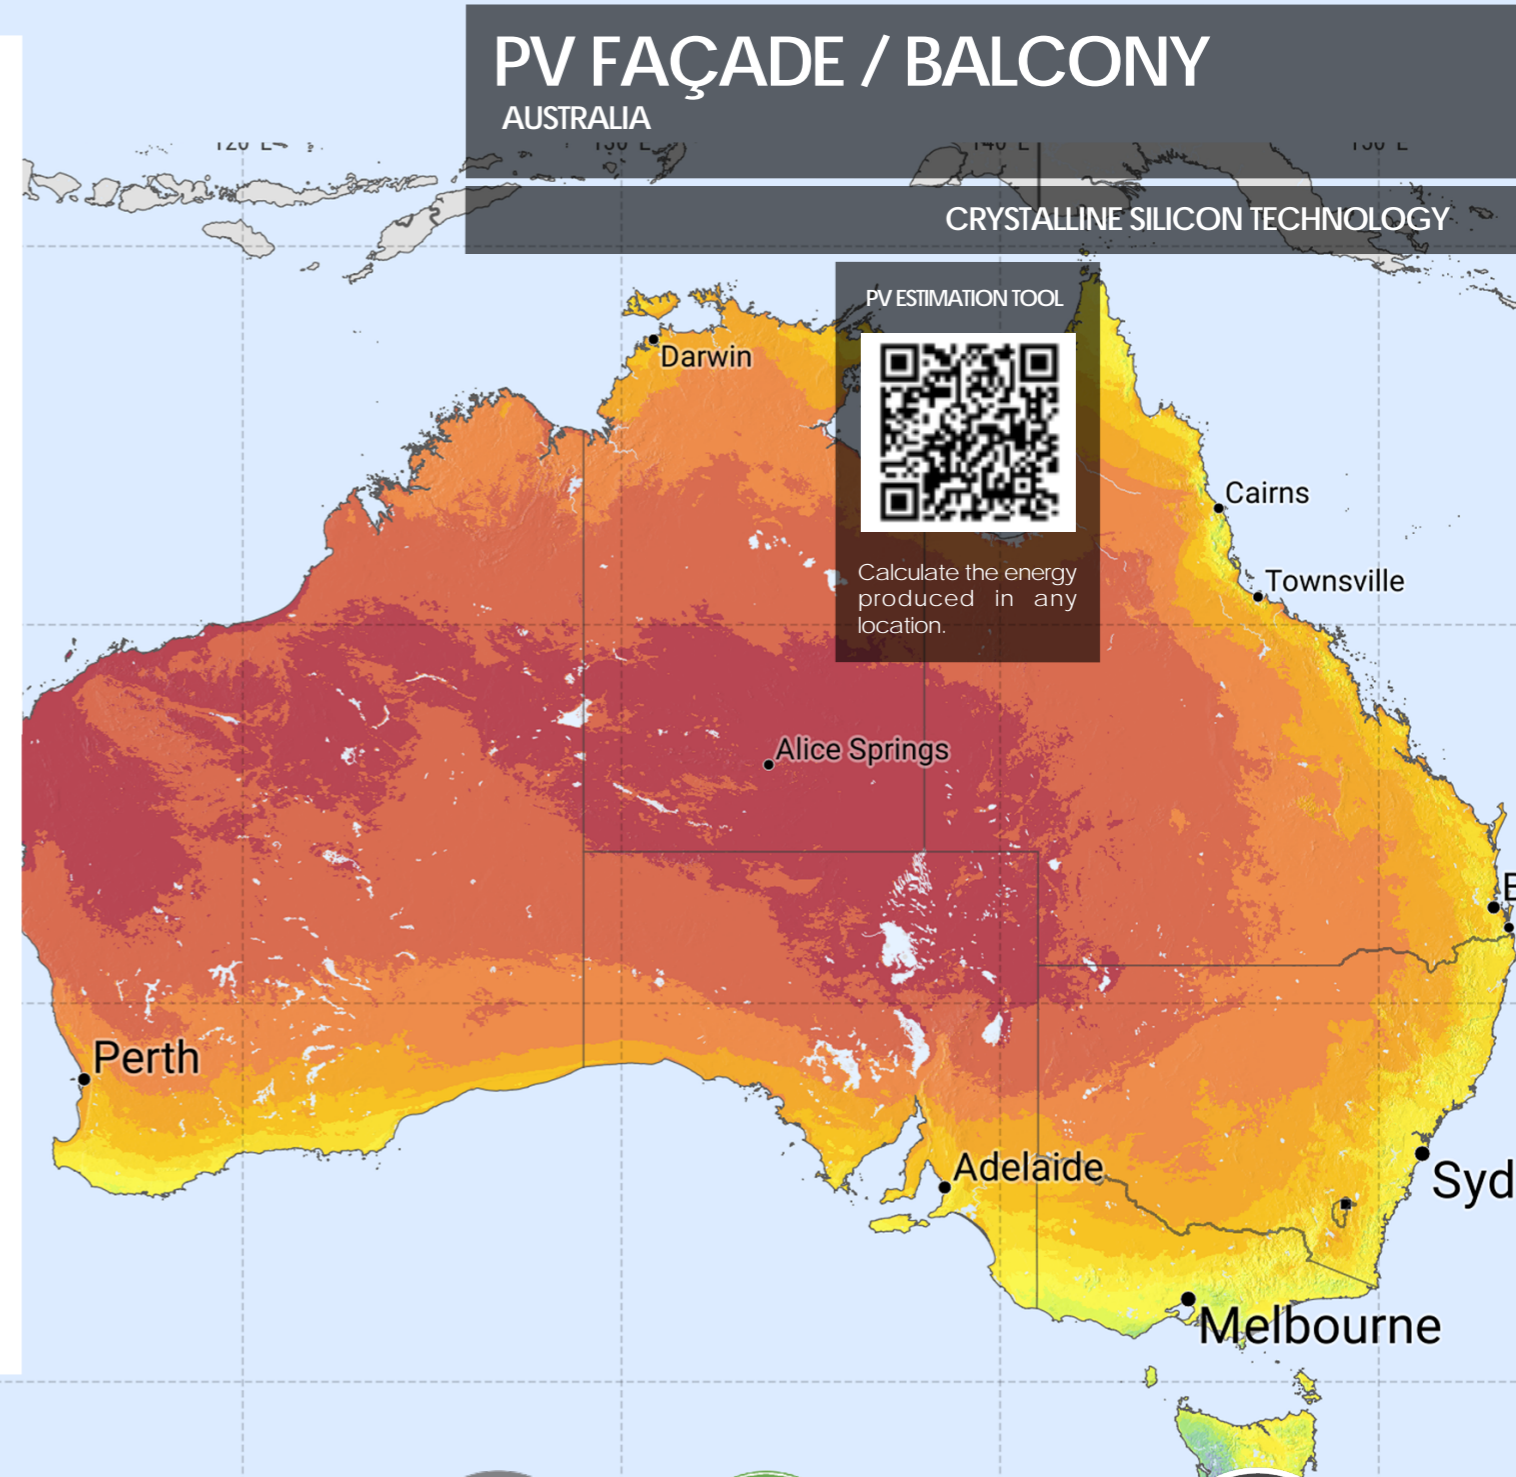 PV FAÇADE / BALCONY
AUSTRALIA
CRYSTALLINE SILICON TECHNOLOGY
PV ESTIMATION TOOL
Darwin
Cairns
Calculate the energy
produced in any
location.
Townsville
Alice Springs
Perth
Adelaide
Syd
Melbourne